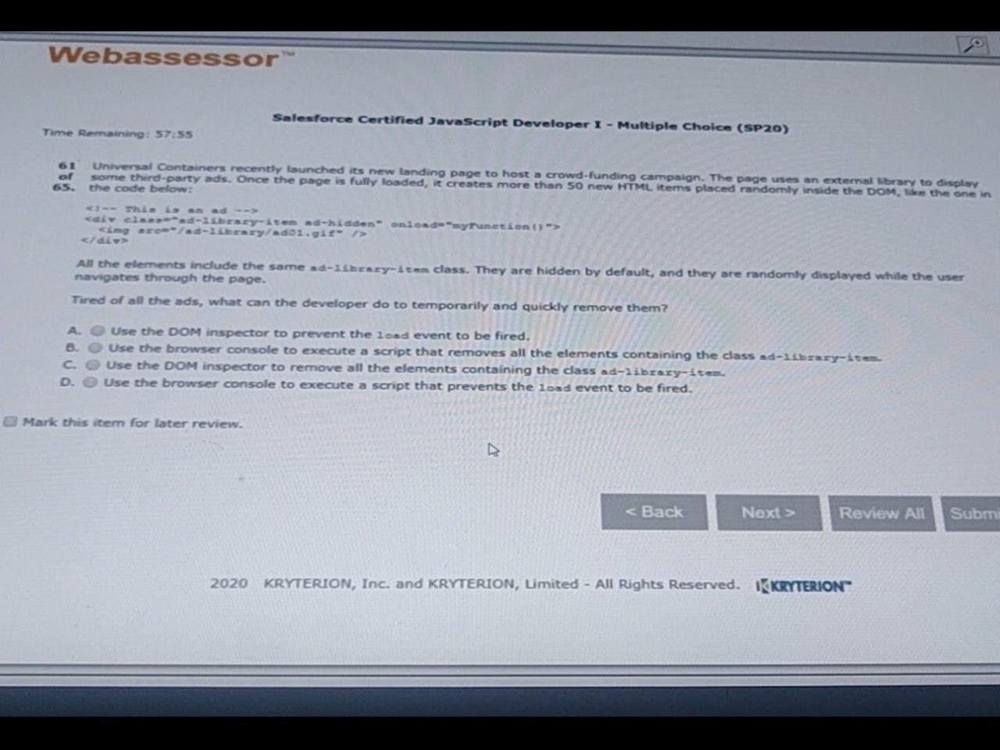 Webassessor™
Salesforce Certified JavaScript Developer I - Multiple Choice (SP20)
Time Remaining: 57:55
61 Universal Containers recently launched its new landing page to host a crowd-funding campaign. The page uses an external library to display
of some third-party ads. Once the page is fully loaded, it creates more than 50 new HTML items placed randomly inside the DOM, like the one in
65. the code below:
<!-- This is an ad -->
<div class="ad-library-item ad-hidden" onload="myFunction()">
<img src="/ad-library/ad01.gif" />
</div>
All the elements include the same ad-library-item class. They are hidden by default, and they are randomly displayed while the user
navigates through the page.
Tired of all the ads, what can the developer do to temporarily and quickly remove them?
A. Use the DOM inspector to prevent the load event to be fired.
B. Use the browser console to execute a script that removes all the elements containing the class ad-library-item.
C. Use the DOM inspector to remove all the elements containing the class ad-library-item.
D. Use the browser console to execute a script that prevents the load event to be fired.
Mark this item for later review.
< Back Next > Review All Submi
2020 KRYTERION, Inc. and KRYTERION, Limited - All Rights Reserved. KRYTERION™